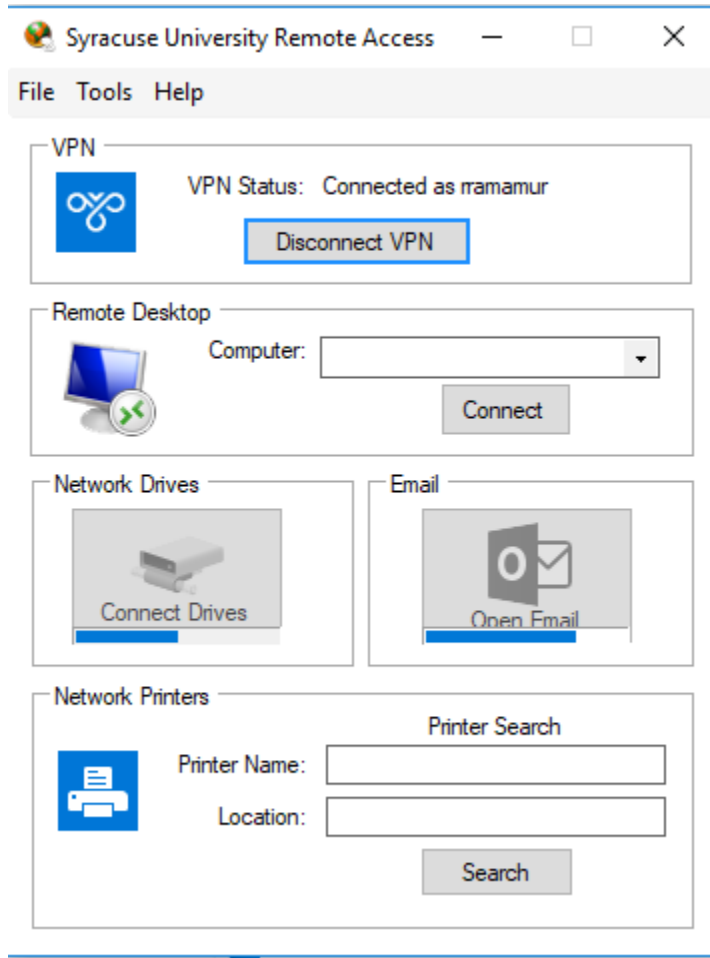 Syracuse University Remote Access
File Tools Help
VPN
VPN Status: Connected as rramamur
Disconnect VPN
Remote Desktop
Computer:
Connect
Network Drives
Connect Drives
Email
Open Email
Network Printers
Printer Search
Printer Name:
Location:
Search